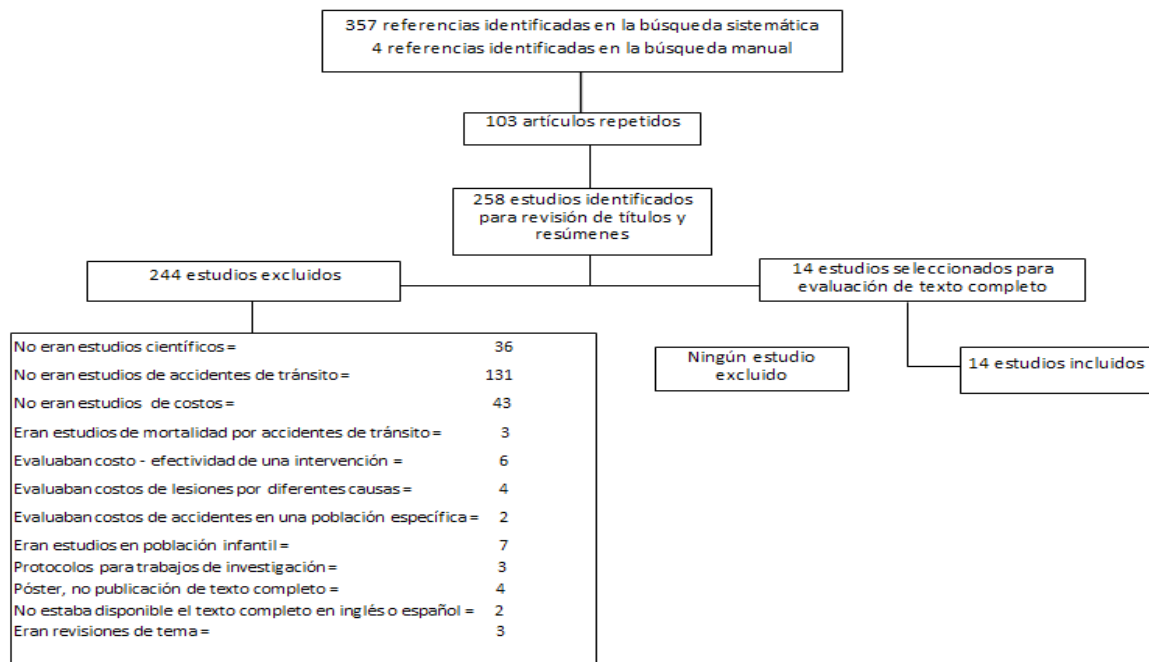 357 referencias identificadas en la búsqueda sistemática
4 referencias identificadas en la búsqueda manual
103 artículos repetidos
258 estudios identificados
para revisión de títulos y
resúmenes
244 estudios excluidos
14 estudios seleccionados para
evaluación de texto completo
No eran estudios científicos = 36
No eran estudios de accidentes de tránsito = 131
No eran estudios de costos = 43
Eran estudios de mortalidad por accidentes de tránsito = 3
Evaluaban costo - efectividad de una intervención = 6
Evaluaban costos de lesiones por diferentes causas = 4
Evaluaban costos de accidentes en una población específica = 2
Eran estudios en población infantil = 7
Protocolos para trabajos de investigación = 3
Póster, no publicación de texto completo = 4
No estaba disponible el texto completo en inglés o español = 2
Eran revisiones de tema = 3
Ningún estudio
excluido
14 estudios incluidos